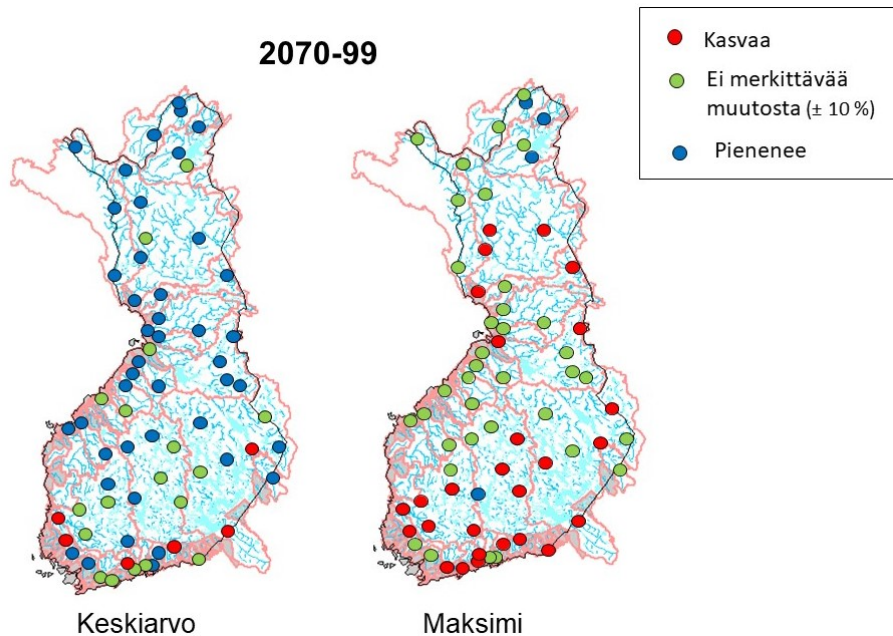 2070-99
Kasvaa
Ei merkittävää
muutosta (± 10 %)
Pienenee
Keskiarvo
Maksimi